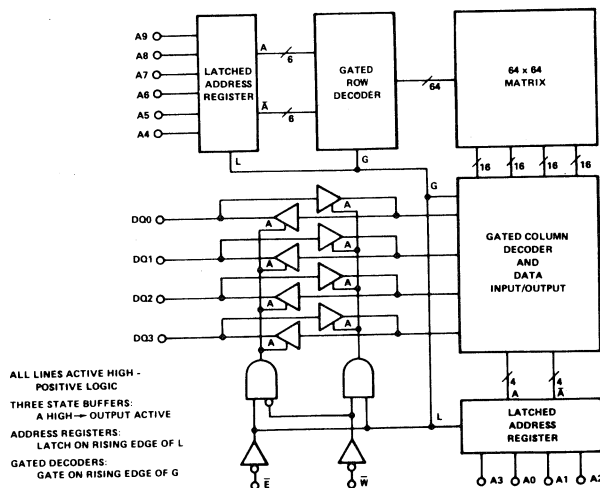 A9
A8
A7
A6
A5
A4
LATCHED
ADDRESS
REGISTER
A
6
Ā
6
GATED
ROW
DECODER
64
64 x 64
MATRIX
L
G
16
16
16
16
G
DQ0
A
A
DQ1
A
A
DQ2
A
A
DQ3
A
A
GATED COLUMN
DECODER
AND
DATA
INPUT/OUTPUT
4
A
4
Ā
L
LATCHED
ADDRESS
REGISTER
A3
A0
A1
A2
E̅
W̅
ALL LINES ACTIVE HIGH -
POSITIVE LOGIC
THREE STATE BUFFERS:
A HIGH → OUTPUT ACTIVE
ADDRESS REGISTERS:
LATCH ON RISING EDGE OF L
GATED DECODERS:
GATE ON RISING EDGE OF G